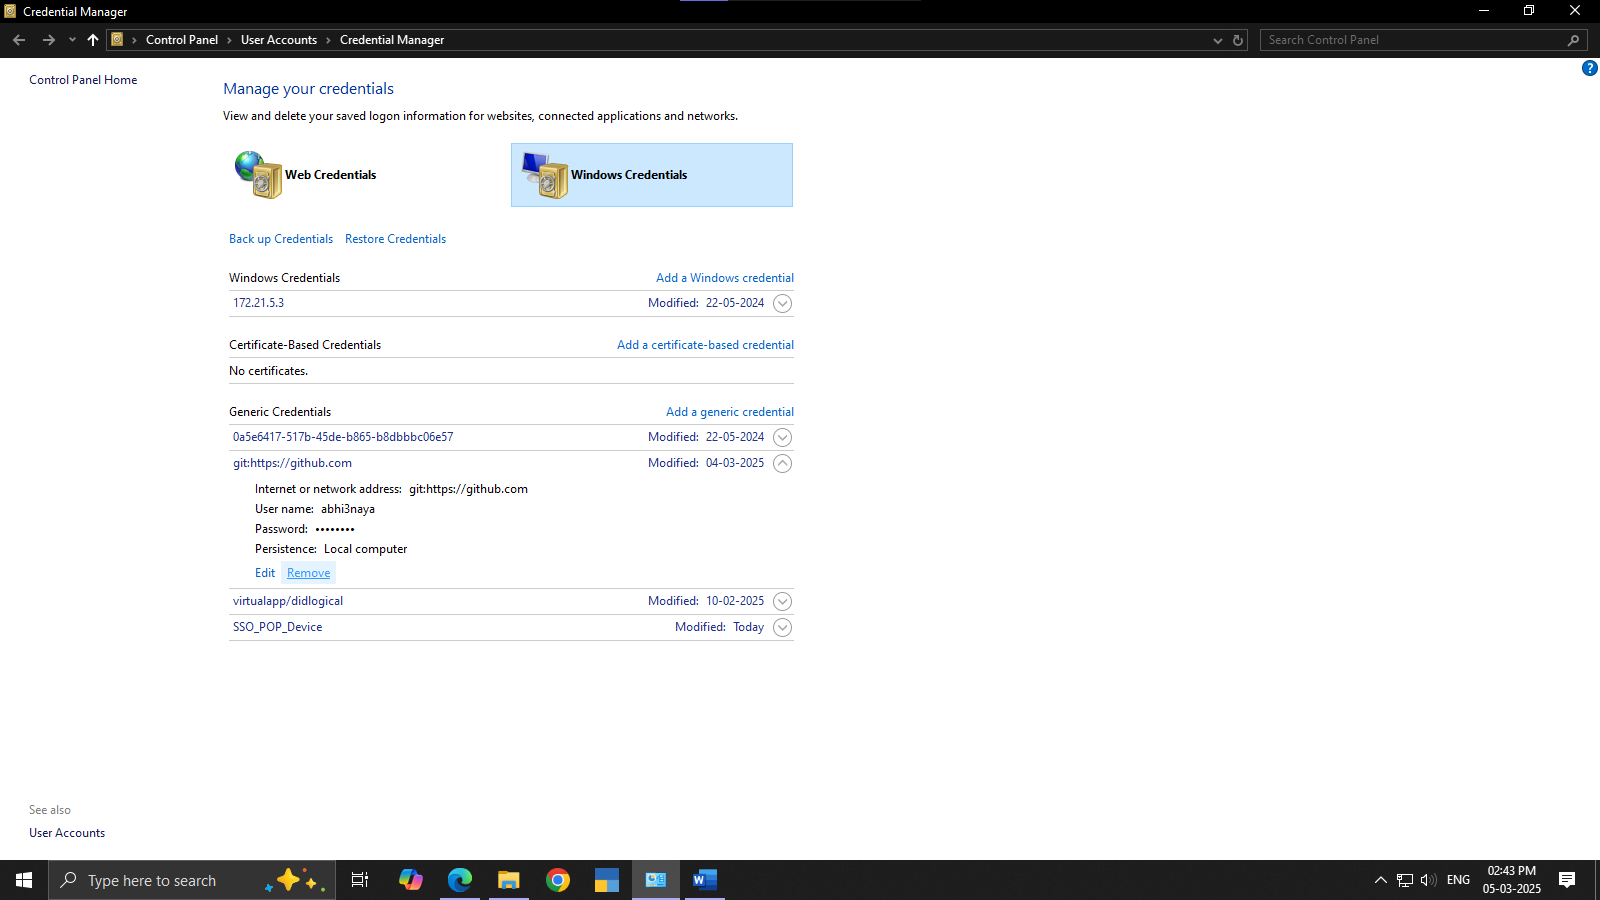 Credential Manager
Control Panel > User Accounts > Credential Manager
Search Control Panel
Control Panel Home
Manage your credentials
View and delete your saved logon information for websites, connected applications and networks.
Web Credentials
Windows Credentials
Back up Credentials Restore Credentials
Windows Credentials Add a Windows credential
172.21.5.3 Modified: 22-05-2024
Certificate-Based Credentials Add a certificate-based credential
No certificates.
Generic Credentials Add a generic credential
0a5e6417-517b-45de-b865-b8dbbbc06e57 Modified: 22-05-2024
git:https://github.com Modified: 04-03-2025
Internet or network address: git:https://github.com
User name: abhi3naya
Password: ••••••••
Persistence: Local computer
Edit Remove
virtualapp/didlogical Modified: 10-02-2025
SSO_POP_Device Modified: Today
See also
User Accounts
Type here to search
ENG
02:43 PM
05-03-2025